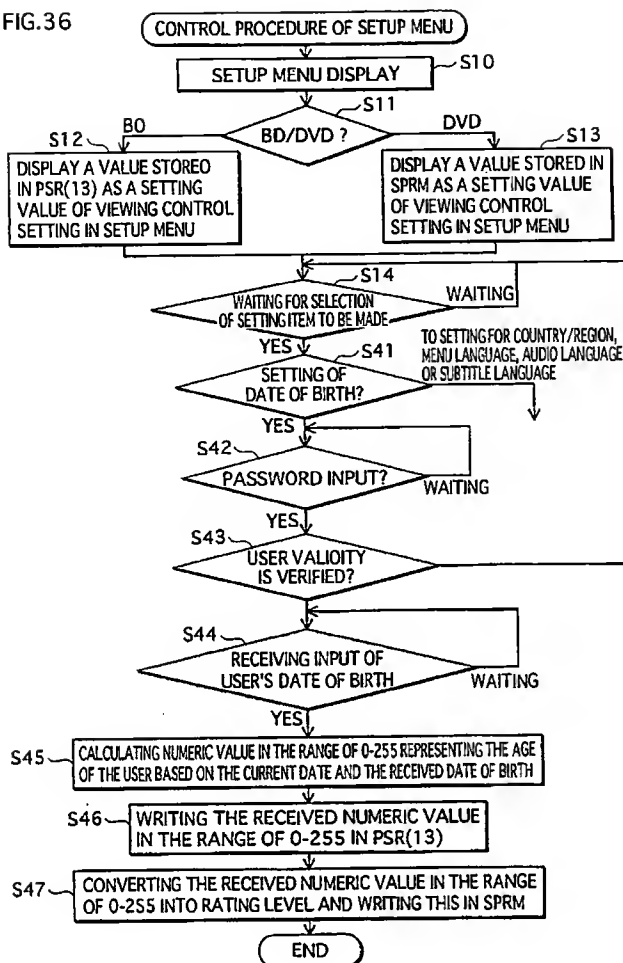 FIG.36
CONTROL PROCEDURE OF SETUP MENU
SETUP MENU DISPLAY
S10
S11
BD/DVD ?
BO
DVD
S12
DISPLAY A VALUE STOREO
IN PSR(13) AS A SETTING
VALUE OF VIEWING CONTROL
SETTING IN SETUP MENU
S13
DISPLAY A VALUE STORED IN
SPRM AS A SETTING VALUE
OF VIEWING CONTROL
SETTING IN SETUP MENU
S14
WAITING FOR SELECTION
OF SETTING ITEM TO BE MADE
WAITING
YES
S41
SETTING OF
DATE OF BIRTH?
TO SETTING FOR COUNTRY/REGION,
MENU LANGUAGE, AUDIO LANGUAGE
OR SUBTITLE LANGUAGE
YES
S42
PASSWORD INPUT?
WAITING
YES
S43
USER VALIOITY
IS VERIFIED?
S44
RECEIVING INPUT OF
USER'S DATE OF BIRTH
WAITING
YES
S45
CALCULATING NUMERIC VALUE IN THE RANGE OF 0-255 REPRESENTING THE AGE
OF THE USER BASED ON THE CURRENT DATE AND THE RECEIVED DATE OF BIRTH
S46
WRITING THE RECEIVED NUMERIC VALUE
IN THE RANGE OF 0-255 IN PSR(13)
S47
CONVERTING THE RECEIVED NUMERIC VALUE IN THE RANGE
OF 0-2S5 INTO RATING LEVEL AND WRITING THIS IN SPRM
END